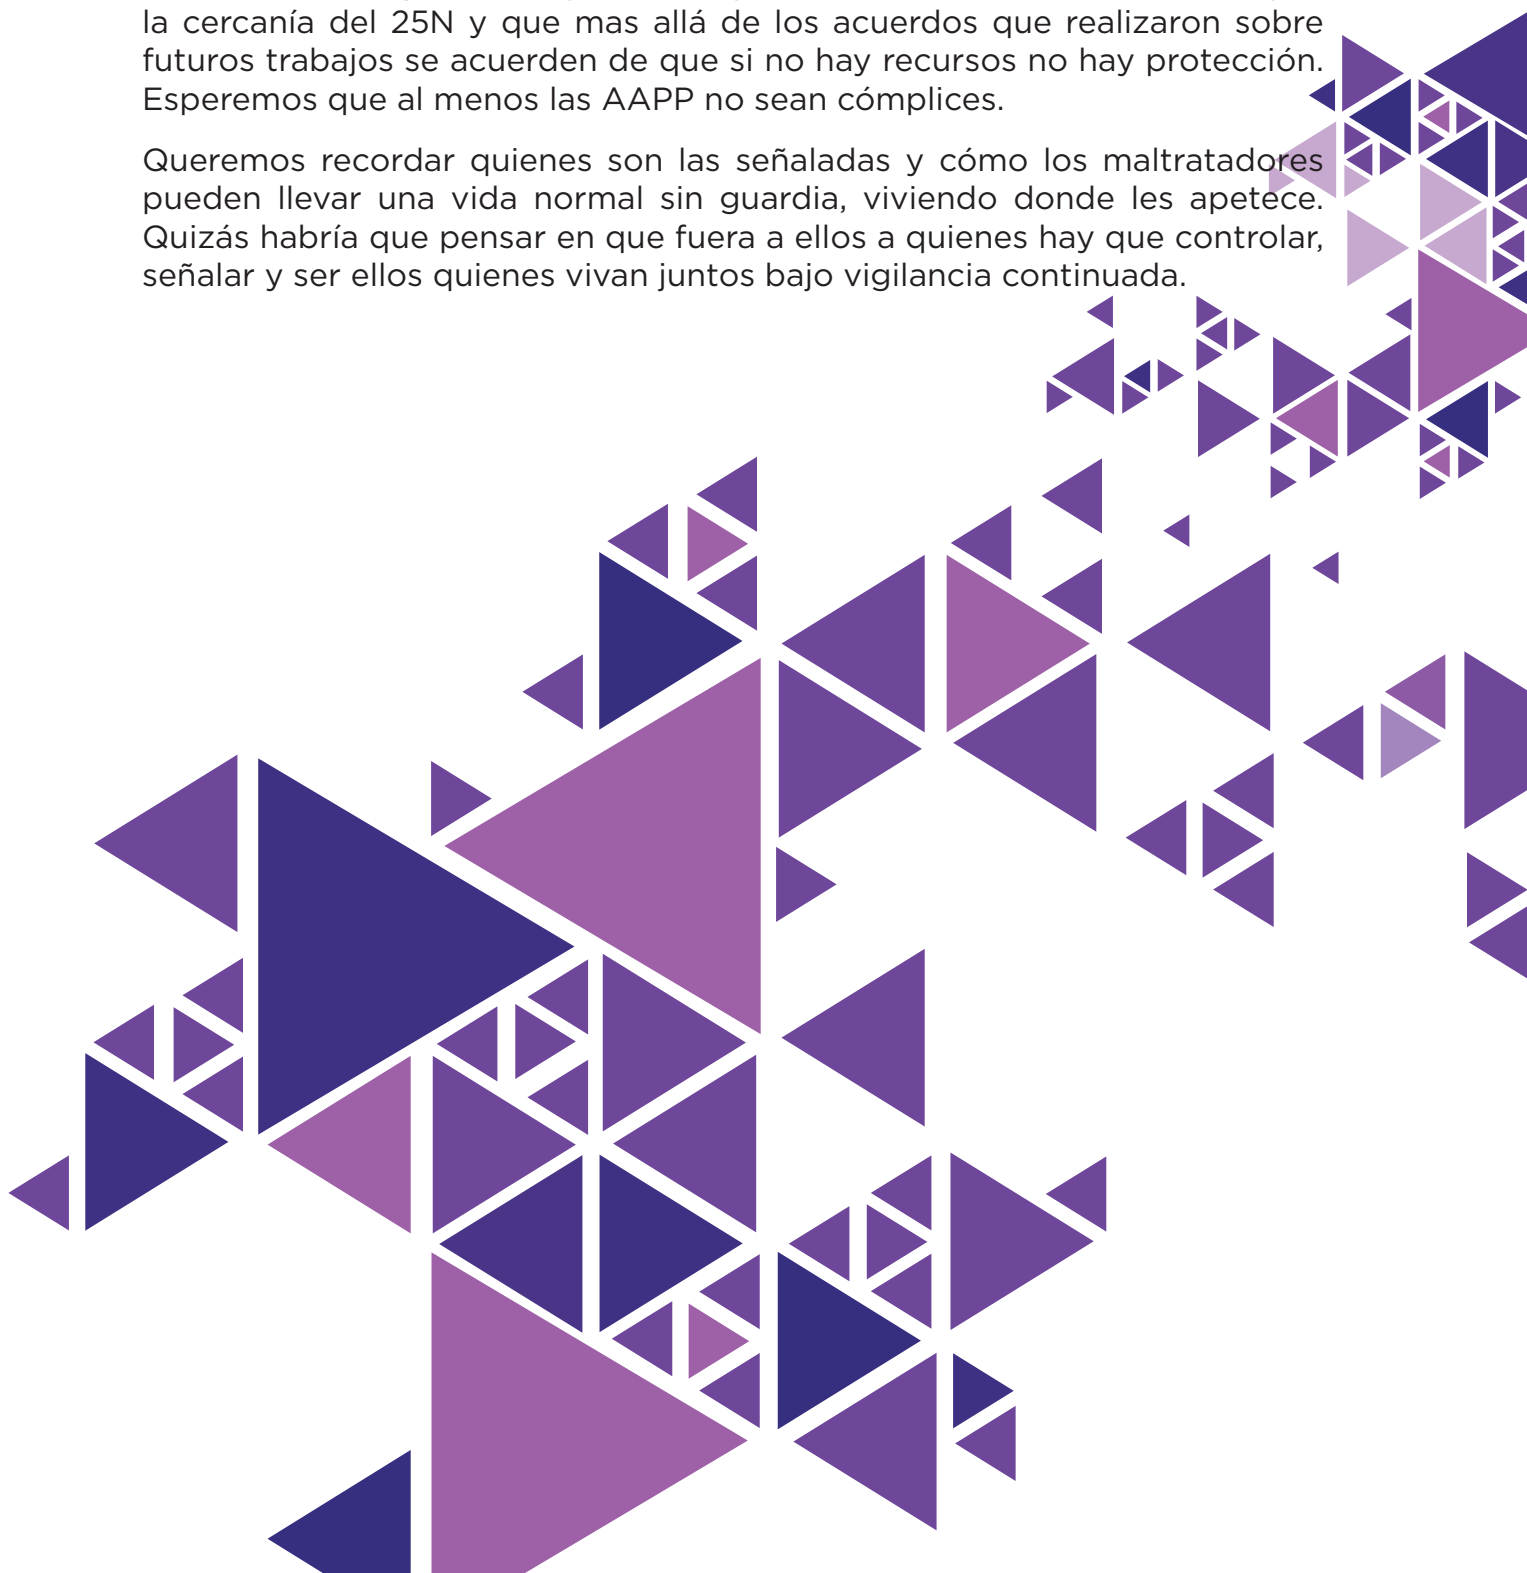 la cercanía del 25N y que mas allá de los acuerdos que realizaron sobre
futuros trabajos se acuerden de que si no hay recursos no hay protección.
Esperemos que al menos las AAPP no sean cómplices.
Queremos recordar quienes son las señaladas y cómo los maltratadores
pueden llevar una vida normal sin guardia, viviendo donde les apetece.
Quizás habría que pensar en que fuera a ellos a quienes hay que controlar,
señalar y ser ellos quienes vivan juntos bajo vigilancia continuada.